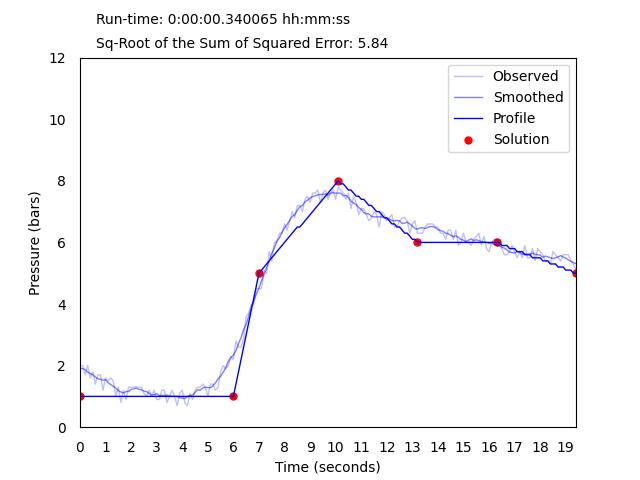 Run-time: 0:00:00.340065 hh:mm:ss
Sq-Root of the Sum of Squared Error: 5.84
12
10
8
6
4
2
0
Pressure (bars)
Observed
Smoothed
Profile
Solution
0 1 2 3 4 5 6 7 8 9 10 11 12 13 14 15 16 17 18 19
Time (seconds)